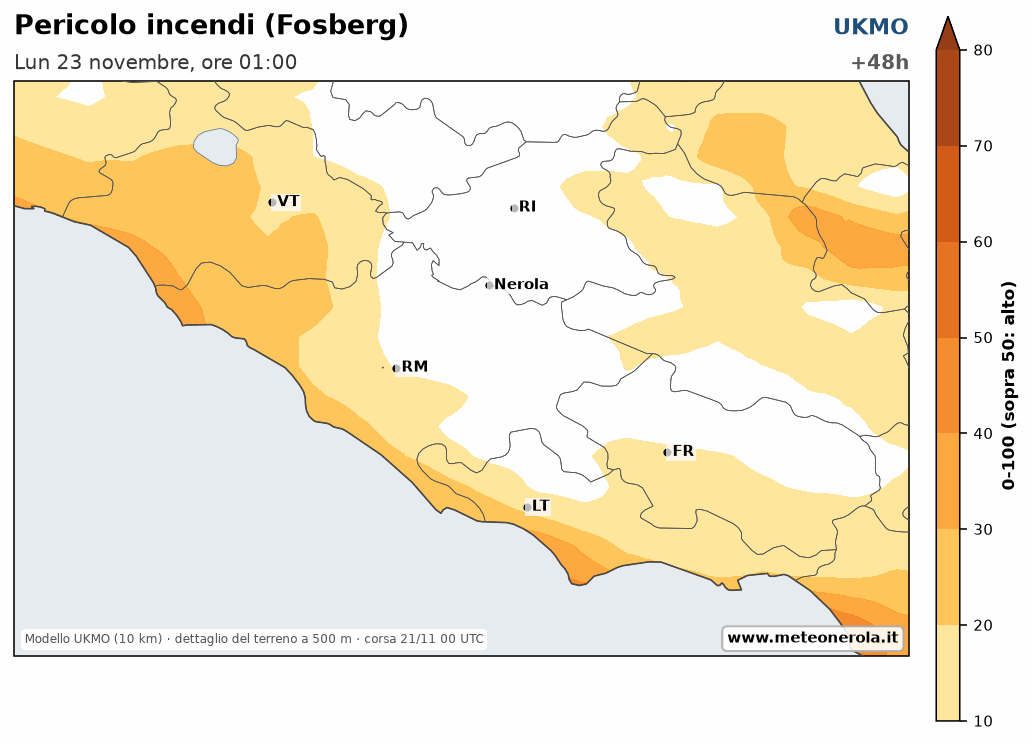 Pericolo incendi (Fosberg)
UKMO
Lun 23 novembre, ore 01:00
+48h
VT
RI
Nerola
RM
FR
LT
Modello UKMO (10 km) · dettaglio del terreno a 500 m · corsa 21/11 00 UTC
www.meteonerola.it
80
70
60
50
40
30
20
10
0-100 (sopra 50: alto)